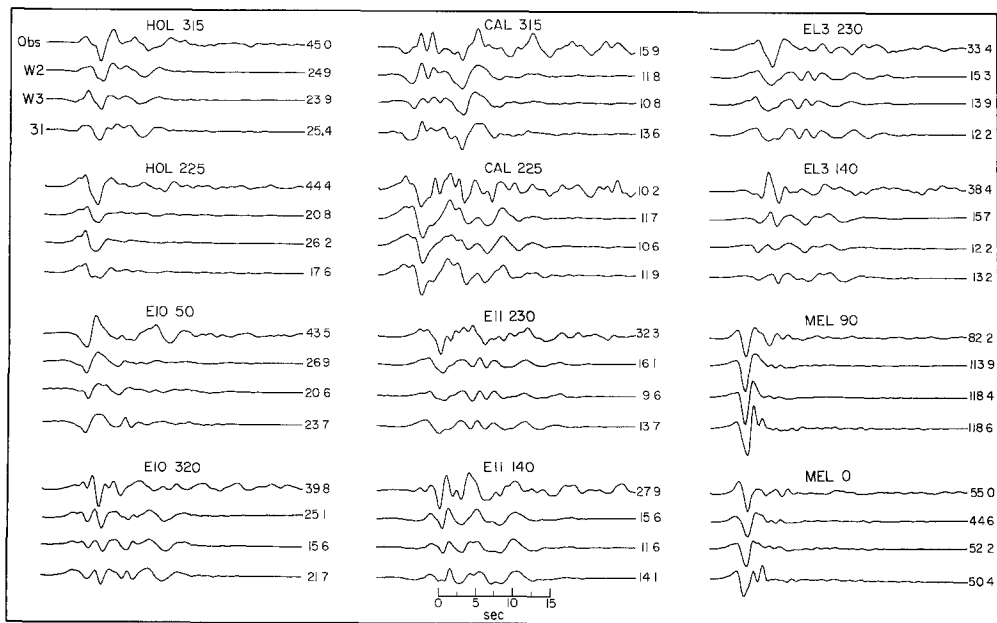 HOL 315
Obs 45 0
W2 24 9
W3 23 9
31 25.4
HOL 225
44 4
20 8
26 2
17 6
E10 50
43.5
26 9
20 6
23.7
E10 320
39.8
25.1
15 6
21.7
CAL 315
15.9
11.8
10.8
13 6
CAL 225
10.2
11.7
10 6
11.9
E11 230
32.3
16.1
9.6
13.7
E11 140
27.9
15.6
11.6
14.1
0 5 10 15
sec
EL3 230
33.4
15.3
13 9
12.2
EL3 140
38 4
15.7
12.2
13.2
MEL 90
82.2
113.9
118 4
118 6
MEL 0
55.0
44.6
52.2
50.4